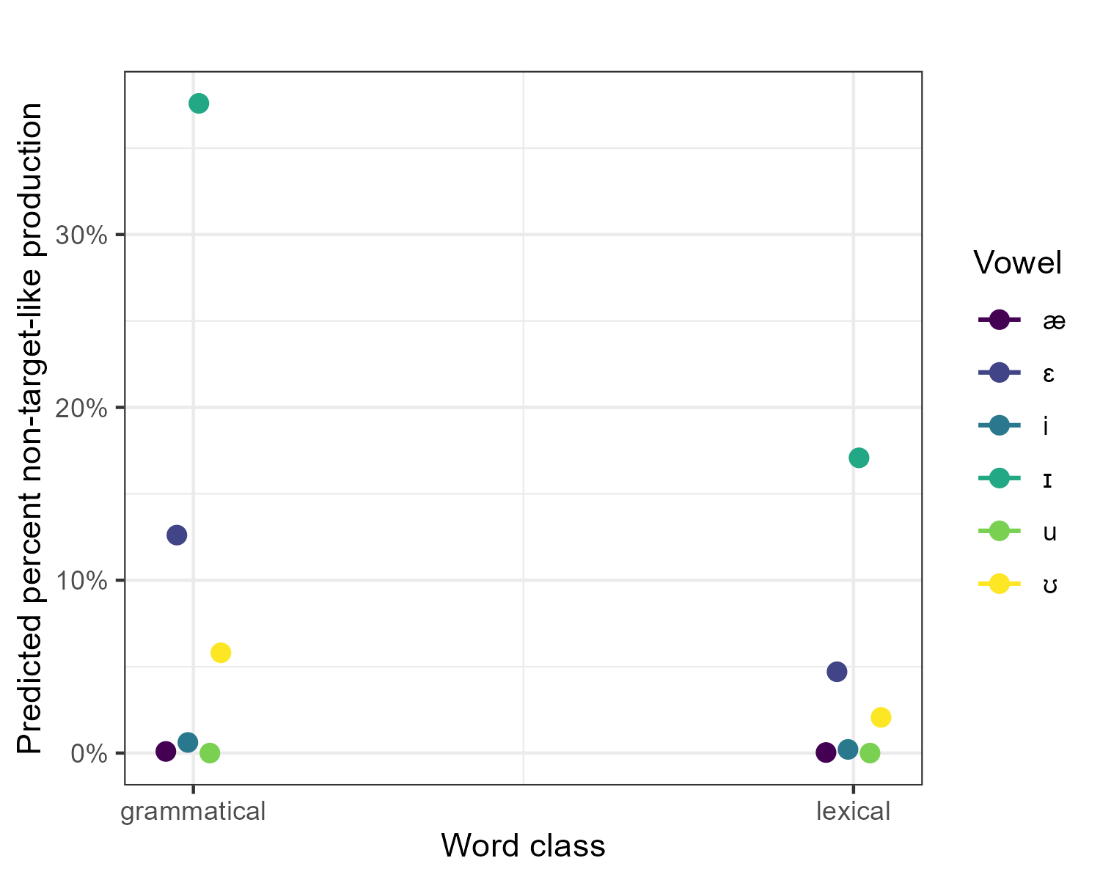 Predicted percent non-target-like production
30%
20%
10%
0%
grammatical
lexical
Word class
Vowel
æ
ɛ
i
ɪ
u
ʊ